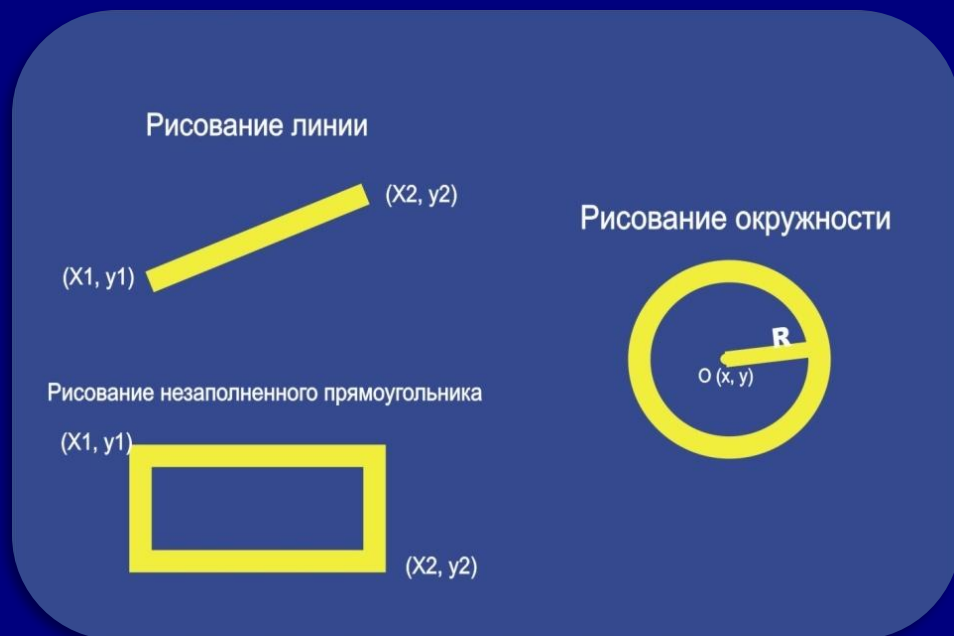 Рисование линии
(X2, y2)
(X1, y1)
Рисование окружности
R
O (x, y)
Рисование незаполненного прямоугольника
(X1, y1)
(X2, y2)